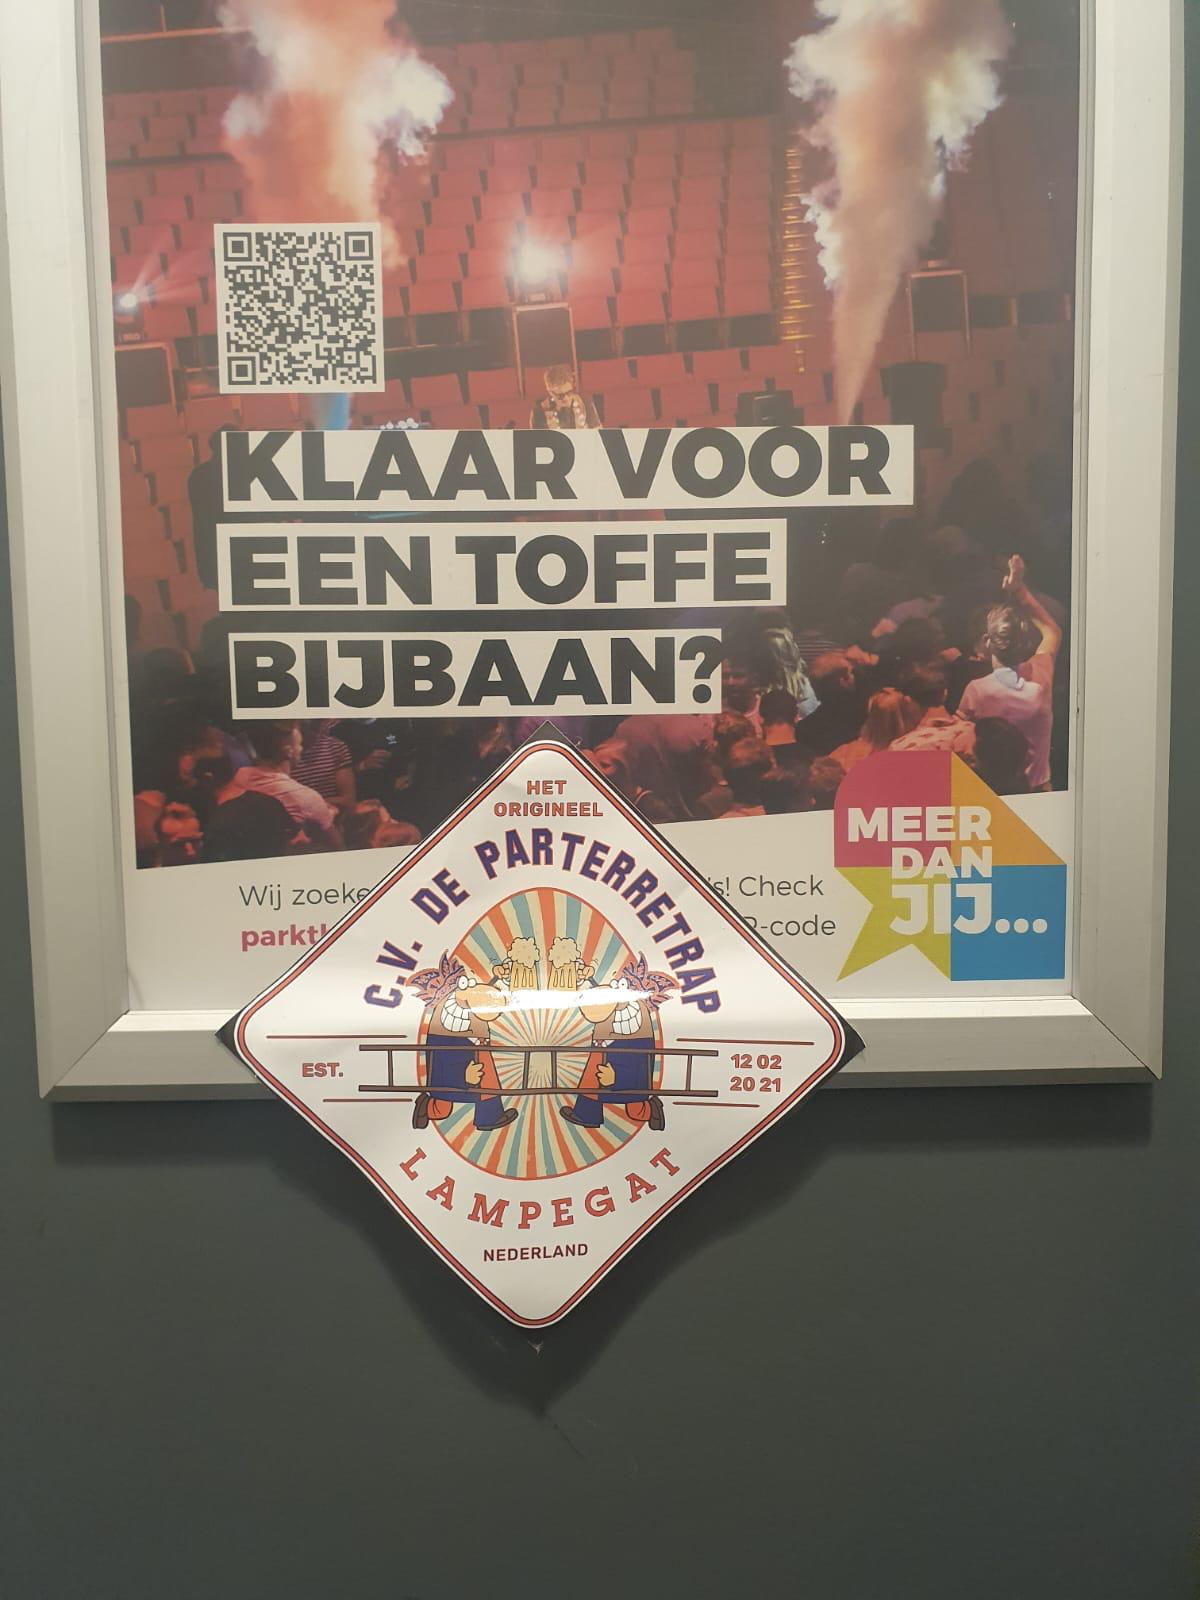 KLAAR VOOR
EEN TOFFE
BIJBAAN?
Wij zoeke
's! Check
parktl
-code
MEER
DAN
JIJ...
HET
ORIGINEEL
C.V. DE PARTERRETRAP
EST.
12 02
20 21
LAMPEGAT
NEDERLAND